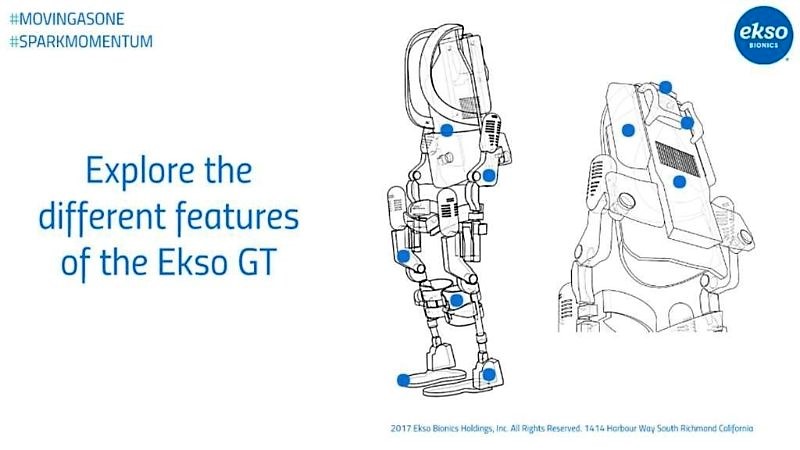 #MOVINGASONE
#SPARKMOMENTUM
ekso
BIONICS
Explore the
different features
of the Ekso GT
2017 Ekso Bionics Holdings, Inc. All Rights Reserved. 1414 Harbour Way South Richmond California